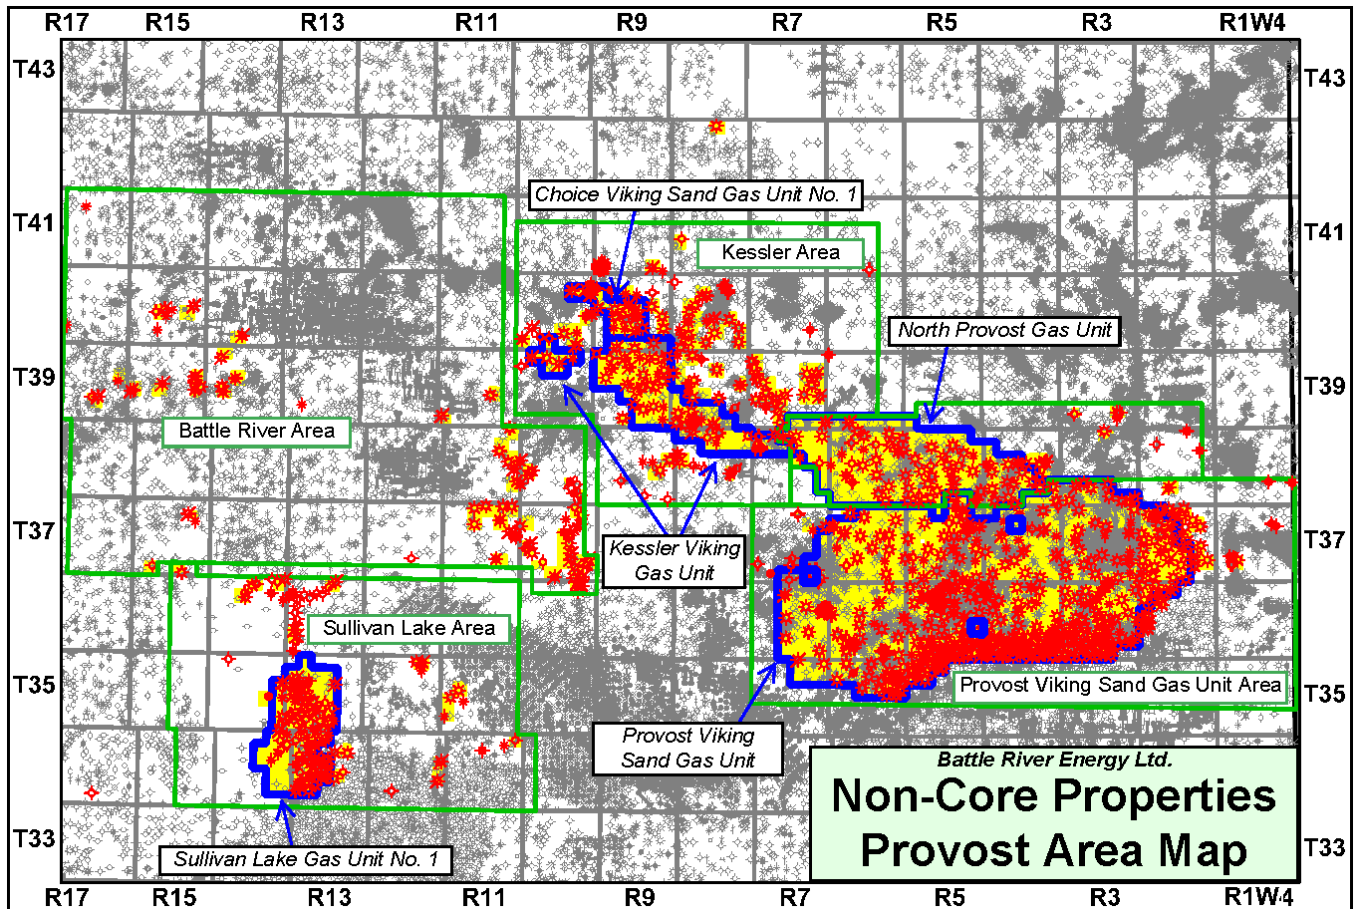 R17 R15 R13 R11 R9 R7 R5 R3 R1W4
T43 T43
Choice Viking Sand Gas Unit No. 1
T41 T41
Kessler Area
North Provost Gas Unit
T39 T39
Battle River Area
T37 T37
Kessler Viking
Gas Unit
Sullivan Lake Area
T35 T35
Provost Viking Sand Gas Unit Area
Provost Viking
Sand Gas Unit
Battle River Energy Ltd.
Non-Core Properties
Provost Area Map
T33 T33
Sullivan Lake Gas Unit No. 1
R17 R15 R13 R11 R9 R7 R5 R3 R1W4